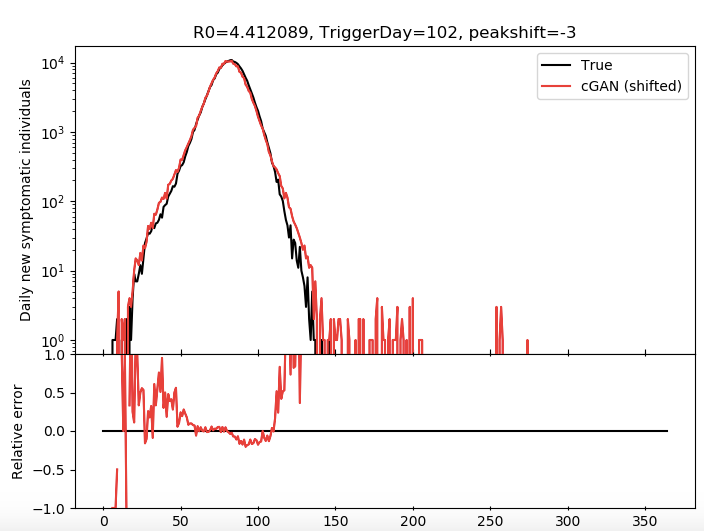 R0=4.412089, TriggerDay=102, peakshift=-3
10⁴
10³
10²
10¹
10⁰
Daily new symptomatic individuals
True
cGAN (shifted)
1.0
0.5
0.0
−0.5
−1.0
Relative error
0 50 100 150 200 250 300 350